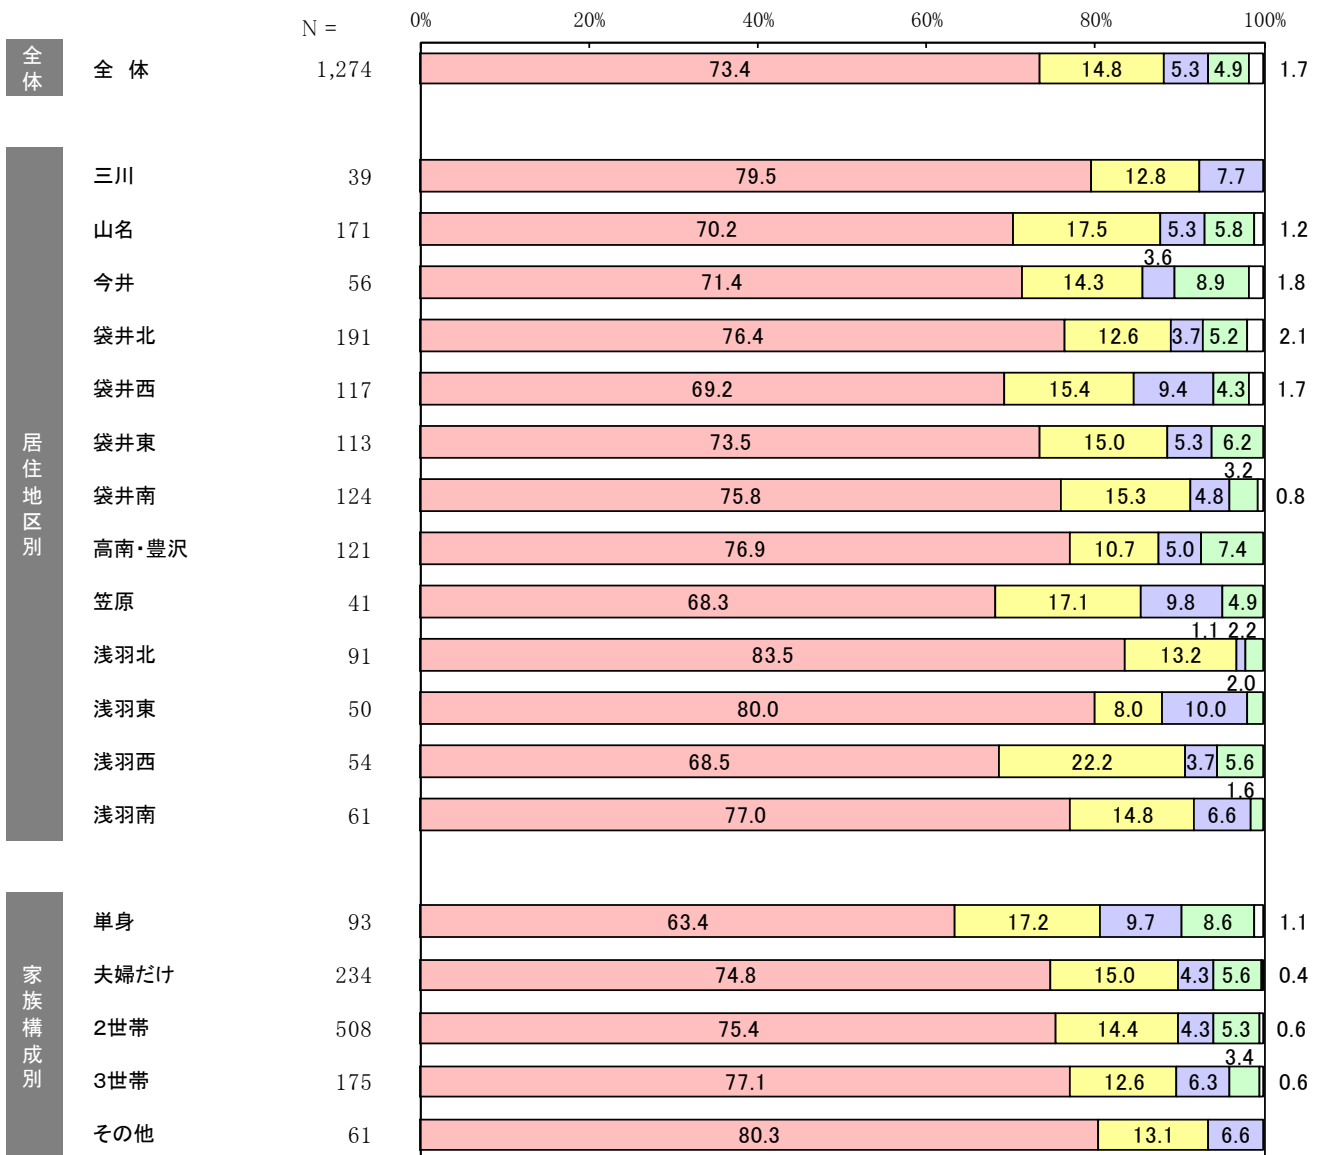 N = 0% 20% 40% 60% 80% 100%
全体
全 体 1,274 73.4 14.8 5.3 4.9 1.7
居住地区別
三川 39 79.5 12.8 7.7
山名 171 70.2 17.5 5.3 5.8 1.2
今井 56 71.4 14.3 3.6 8.9 1.8
袋井北 191 76.4 12.6 3.7 5.2 2.1
袋井西 117 69.2 15.4 9.4 4.3 1.7
袋井東 113 73.5 15.0 5.3 6.2
袋井南 124 75.8 15.3 4.8 3.2 0.8
高南・豊沢 121 76.9 10.7 5.0 7.4
笠原 41 68.3 17.1 9.8 4.9
浅羽北 91 83.5 13.2 1.1 2.2
浅羽東 50 80.0 8.0 10.0 2.0
浅羽西 54 68.5 22.2 3.7 5.6
浅羽南 61 77.0 14.8 6.6 1.6
家族構成別
単身 93 63.4 17.2 9.7 8.6 1.1
夫婦だけ 234 74.8 15.0 4.3 5.6 0.4
2世帯 508 75.4 14.4 4.3 5.3 0.6
3世帯 175 77.1 12.6 6.3 3.4 0.6
その他 61 80.3 13.1 6.6